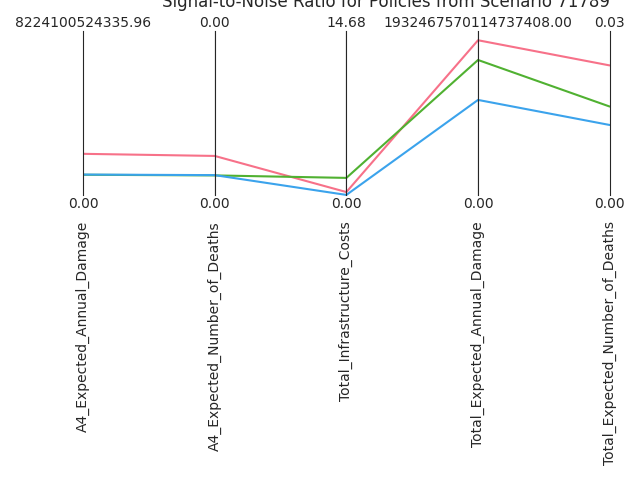 Signal-to-Noise Ratio for Policies from Scenario 71789
8224100524335.96 0.00 14.68 1932467570114737408.00 0.03
0.00 0.00 0.00 0.00 0.00
A4_Expected_Annual_Damage
A4_Expected_Number_of_Deaths
Total_Infrastructure_Costs
Total_Expected_Annual_Damage
Total_Expected_Number_of_Deaths